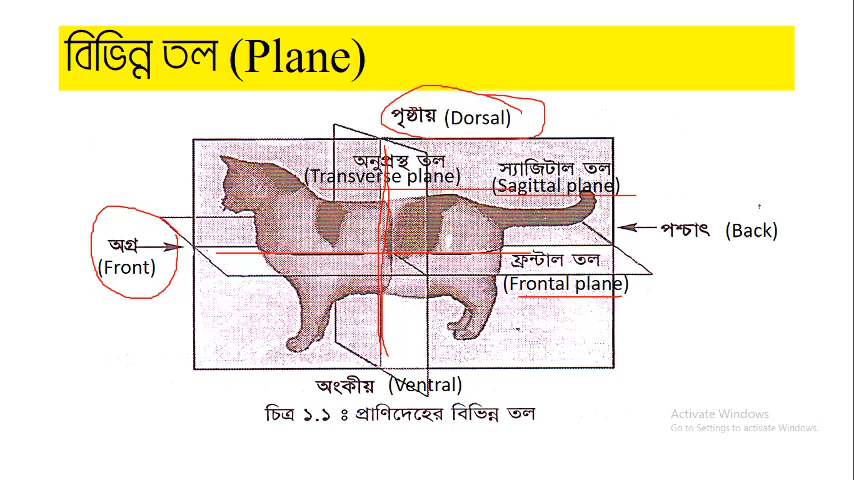 বিভিন্ন তল (Plane)
পৃষ্ঠীয় (Dorsal)
অনুপ্রস্থ তল
(Transverse plane)
স্যাজিটাল তল
(Sagittal plane)
অগ্র
(Front)
পশ্চাৎ (Back)
ফ্রন্টাল তল
(Frontal plane)
অংকীয় (Ventral)
চিত্র ১.১ ঃ প্রাণিদেহের বিভিন্ন তল
Activate Windows
Go to Settings to activate Windows.